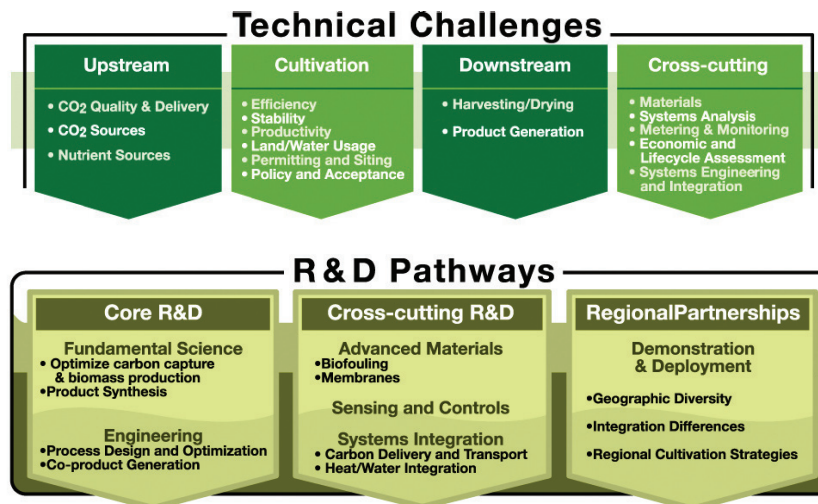 Technical Challenges
Upstream
• CO2 Quality & Delivery
• CO2 Sources
• Nutrient Sources
Cultivation
• Efficiency
• Stability
• Productivity
• Land/Water Usage
• Permitting and Siting
• Policy and Acceptance
Downstream
• Harvesting/Drying
• Product Generation
Cross-cutting
• Materials
• Systems Analysis
• Metering & Monitoring
• Economic and
Lifecycle Assessment
• Systems Engineering
and Integration
R & D Pathways
Core R&D
Fundamental Science
• Optimize carbon capture
& biomass production
•Product Synthesis
Engineering
•Process Design and Optimization
•Co-product Generation
Cross-cutting R&D
Advanced Materials
•Biofouling
•Membranes
Sensing and Controls
Systems Integration
• Carbon Delivery and Transport
• Heat/Water Integration
RegionalPartnerships
Demonstration
& Deployment
•Geographic Diversity
•Integration Differences
•Regional Cultivation Strategies